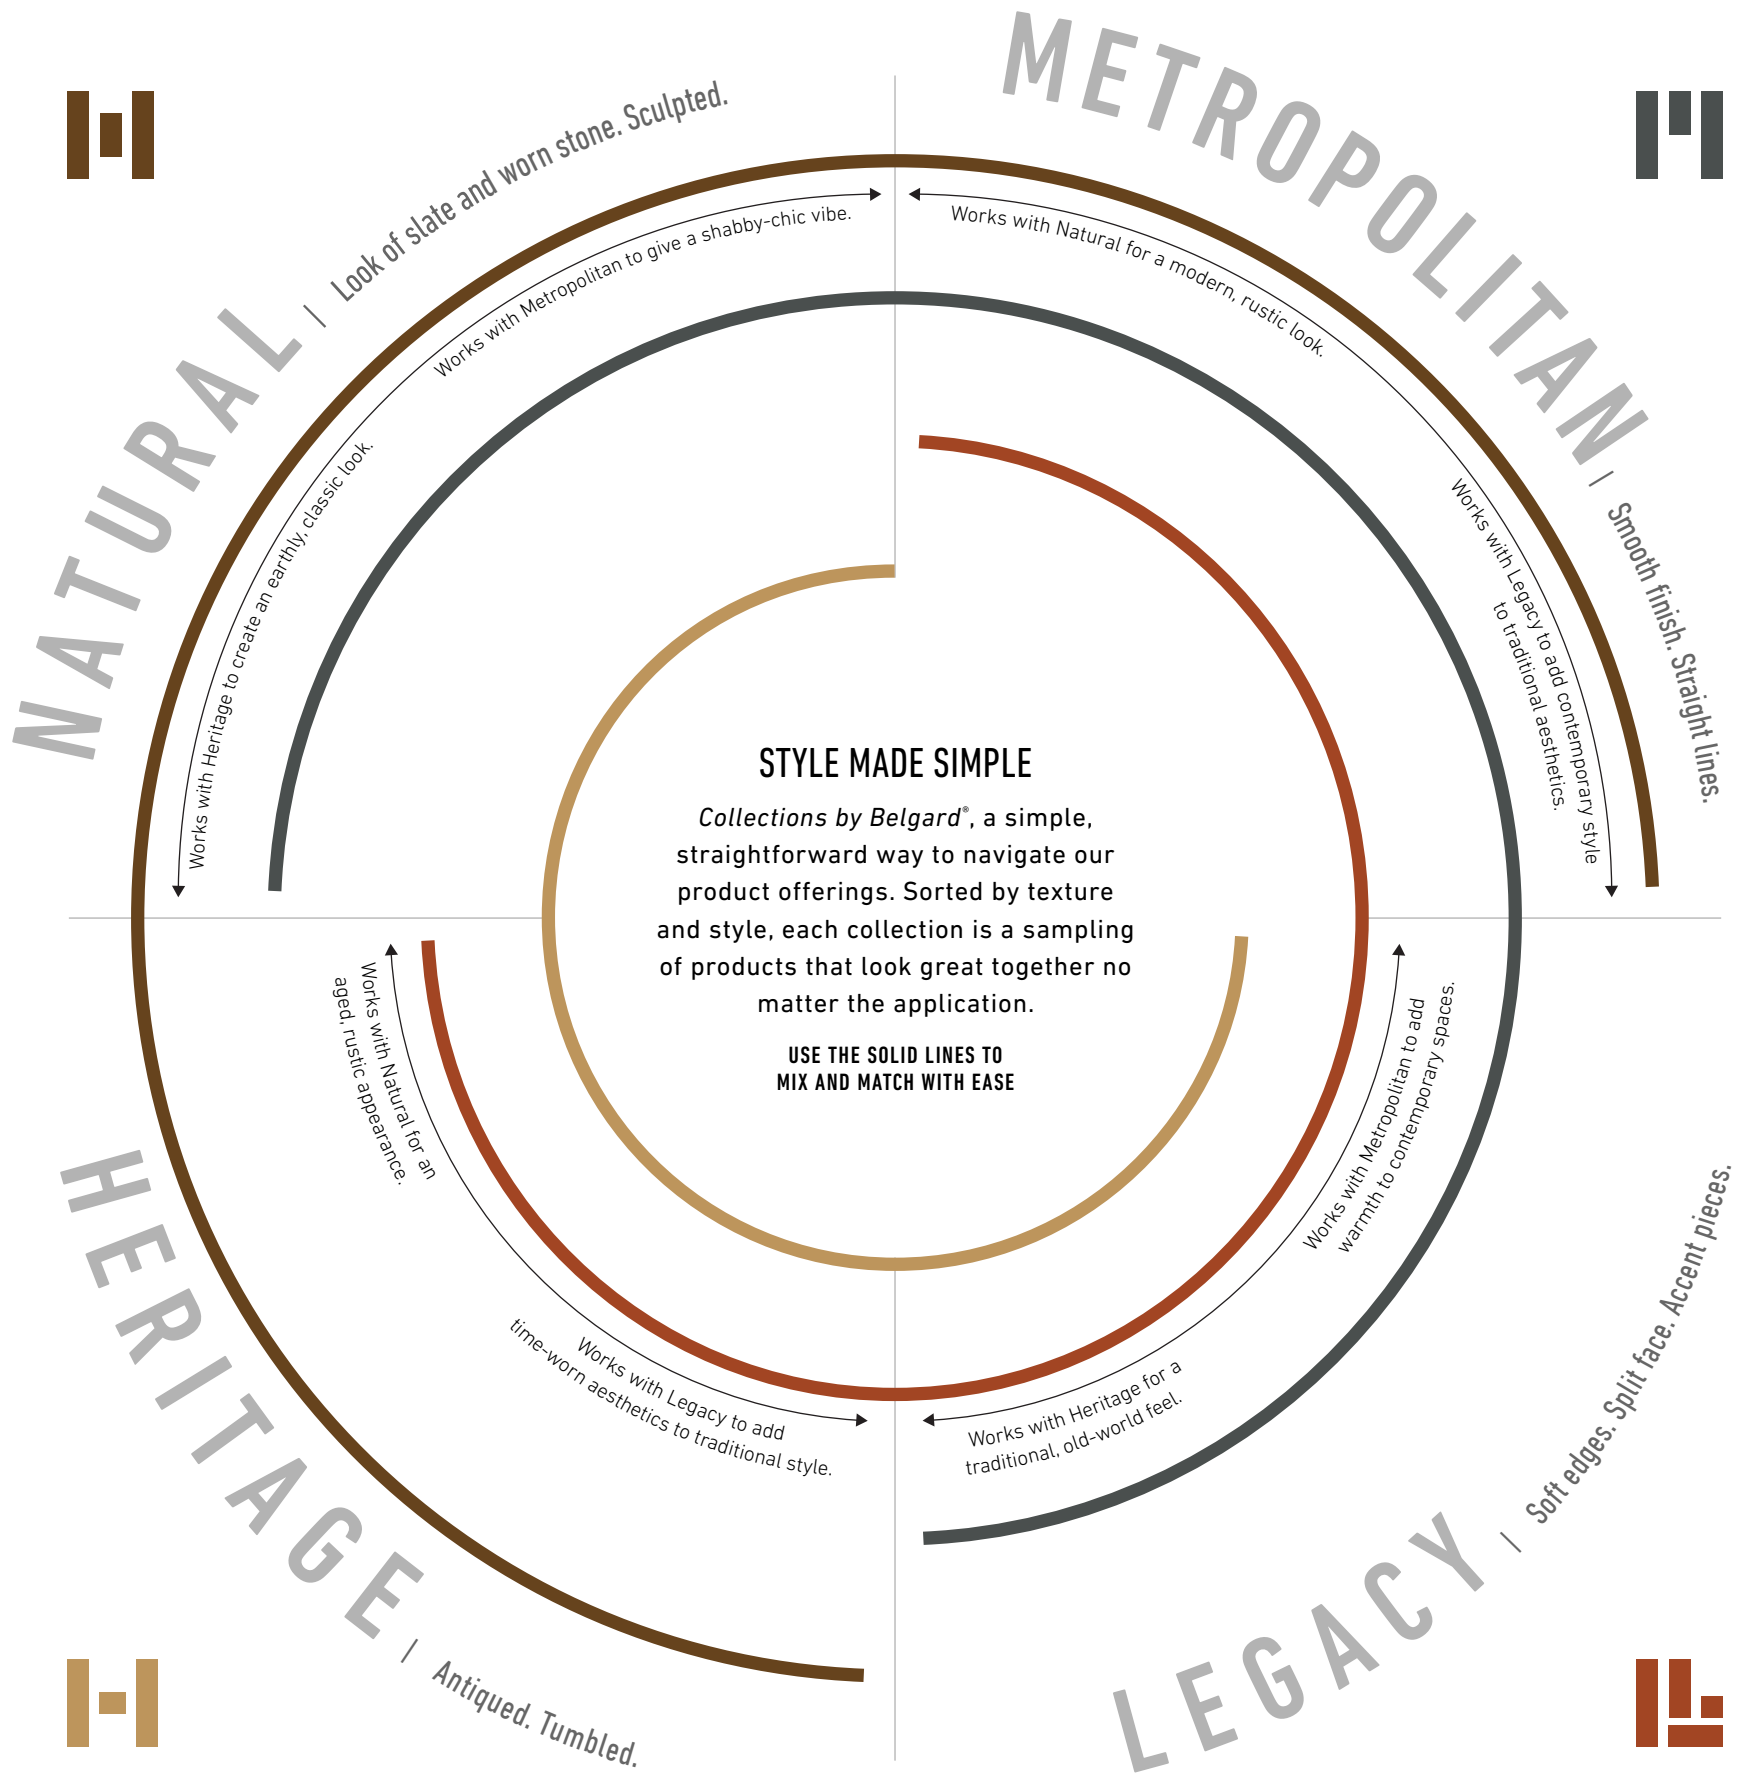 NATURAL | Look of slate and worn stone. Sculpted.
Works with Metropolitan to give a shabby-chic vibe.
Works with Heritage to create an earthly, classic look.
METROPOLITAN | Smooth finish. Straight lines.
Works with Natural for a modern, rustic look.
Works with Legacy to add contemporary style
to traditional aesthetics.
STYLE MADE SIMPLE
Collections by Belgard®, a simple,
straightforward way to navigate our
product offerings. Sorted by texture
and style, each collection is a sampling
of products that look great together no
matter the application.
USE THE SOLID LINES TO
MIX AND MATCH WITH EASE
HERITAGE | Antiqued. Tumbled.
Works with Natural for an
aged, rustic appearance.
Works with Legacy to add
time-worn aesthetics to traditional style.
LEGACY | Soft edges. Split face. Accent pieces.
Works with Metropolitan to add
warmth to contemporary spaces.
Works with Heritage for a
traditional, old-world feel.